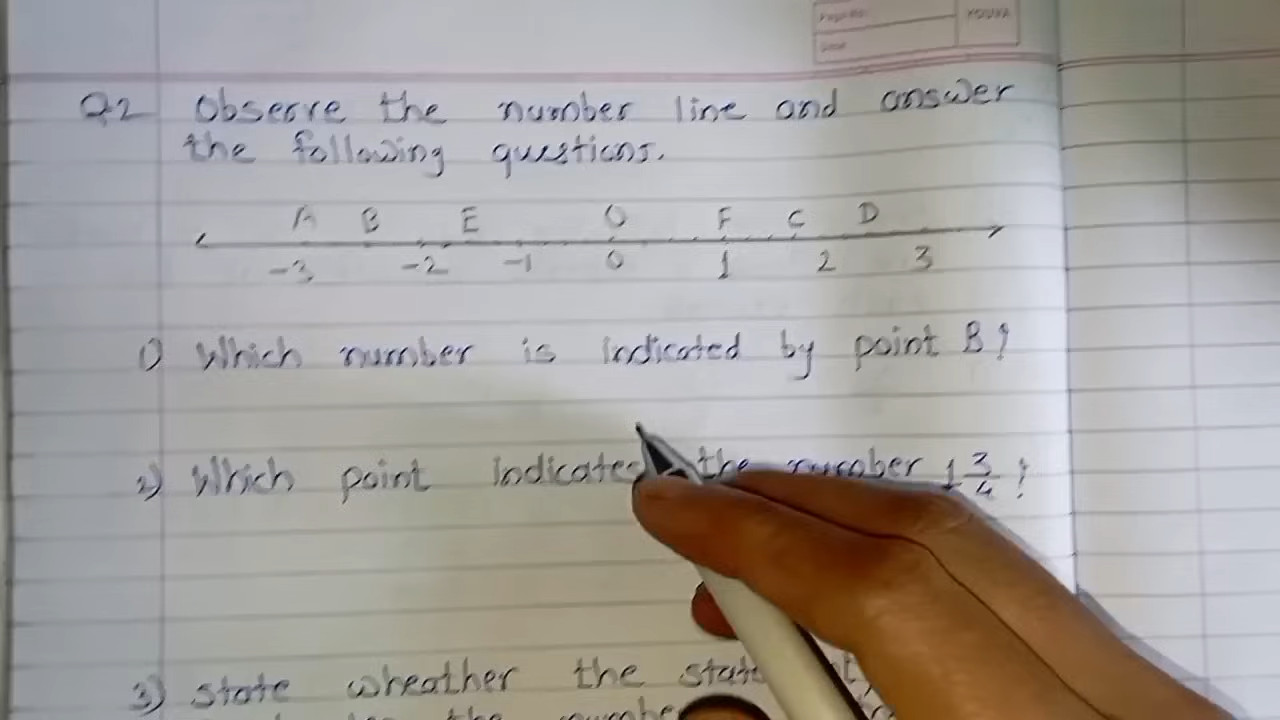 Q2 Observe the number line and answer
the following questions.
A B E O F C D
-3 -2 -1 0 1 2 3
1) Which number is indicated by point B?
2) Which point indicates the number 1 3/4?
3) state wheather the
the